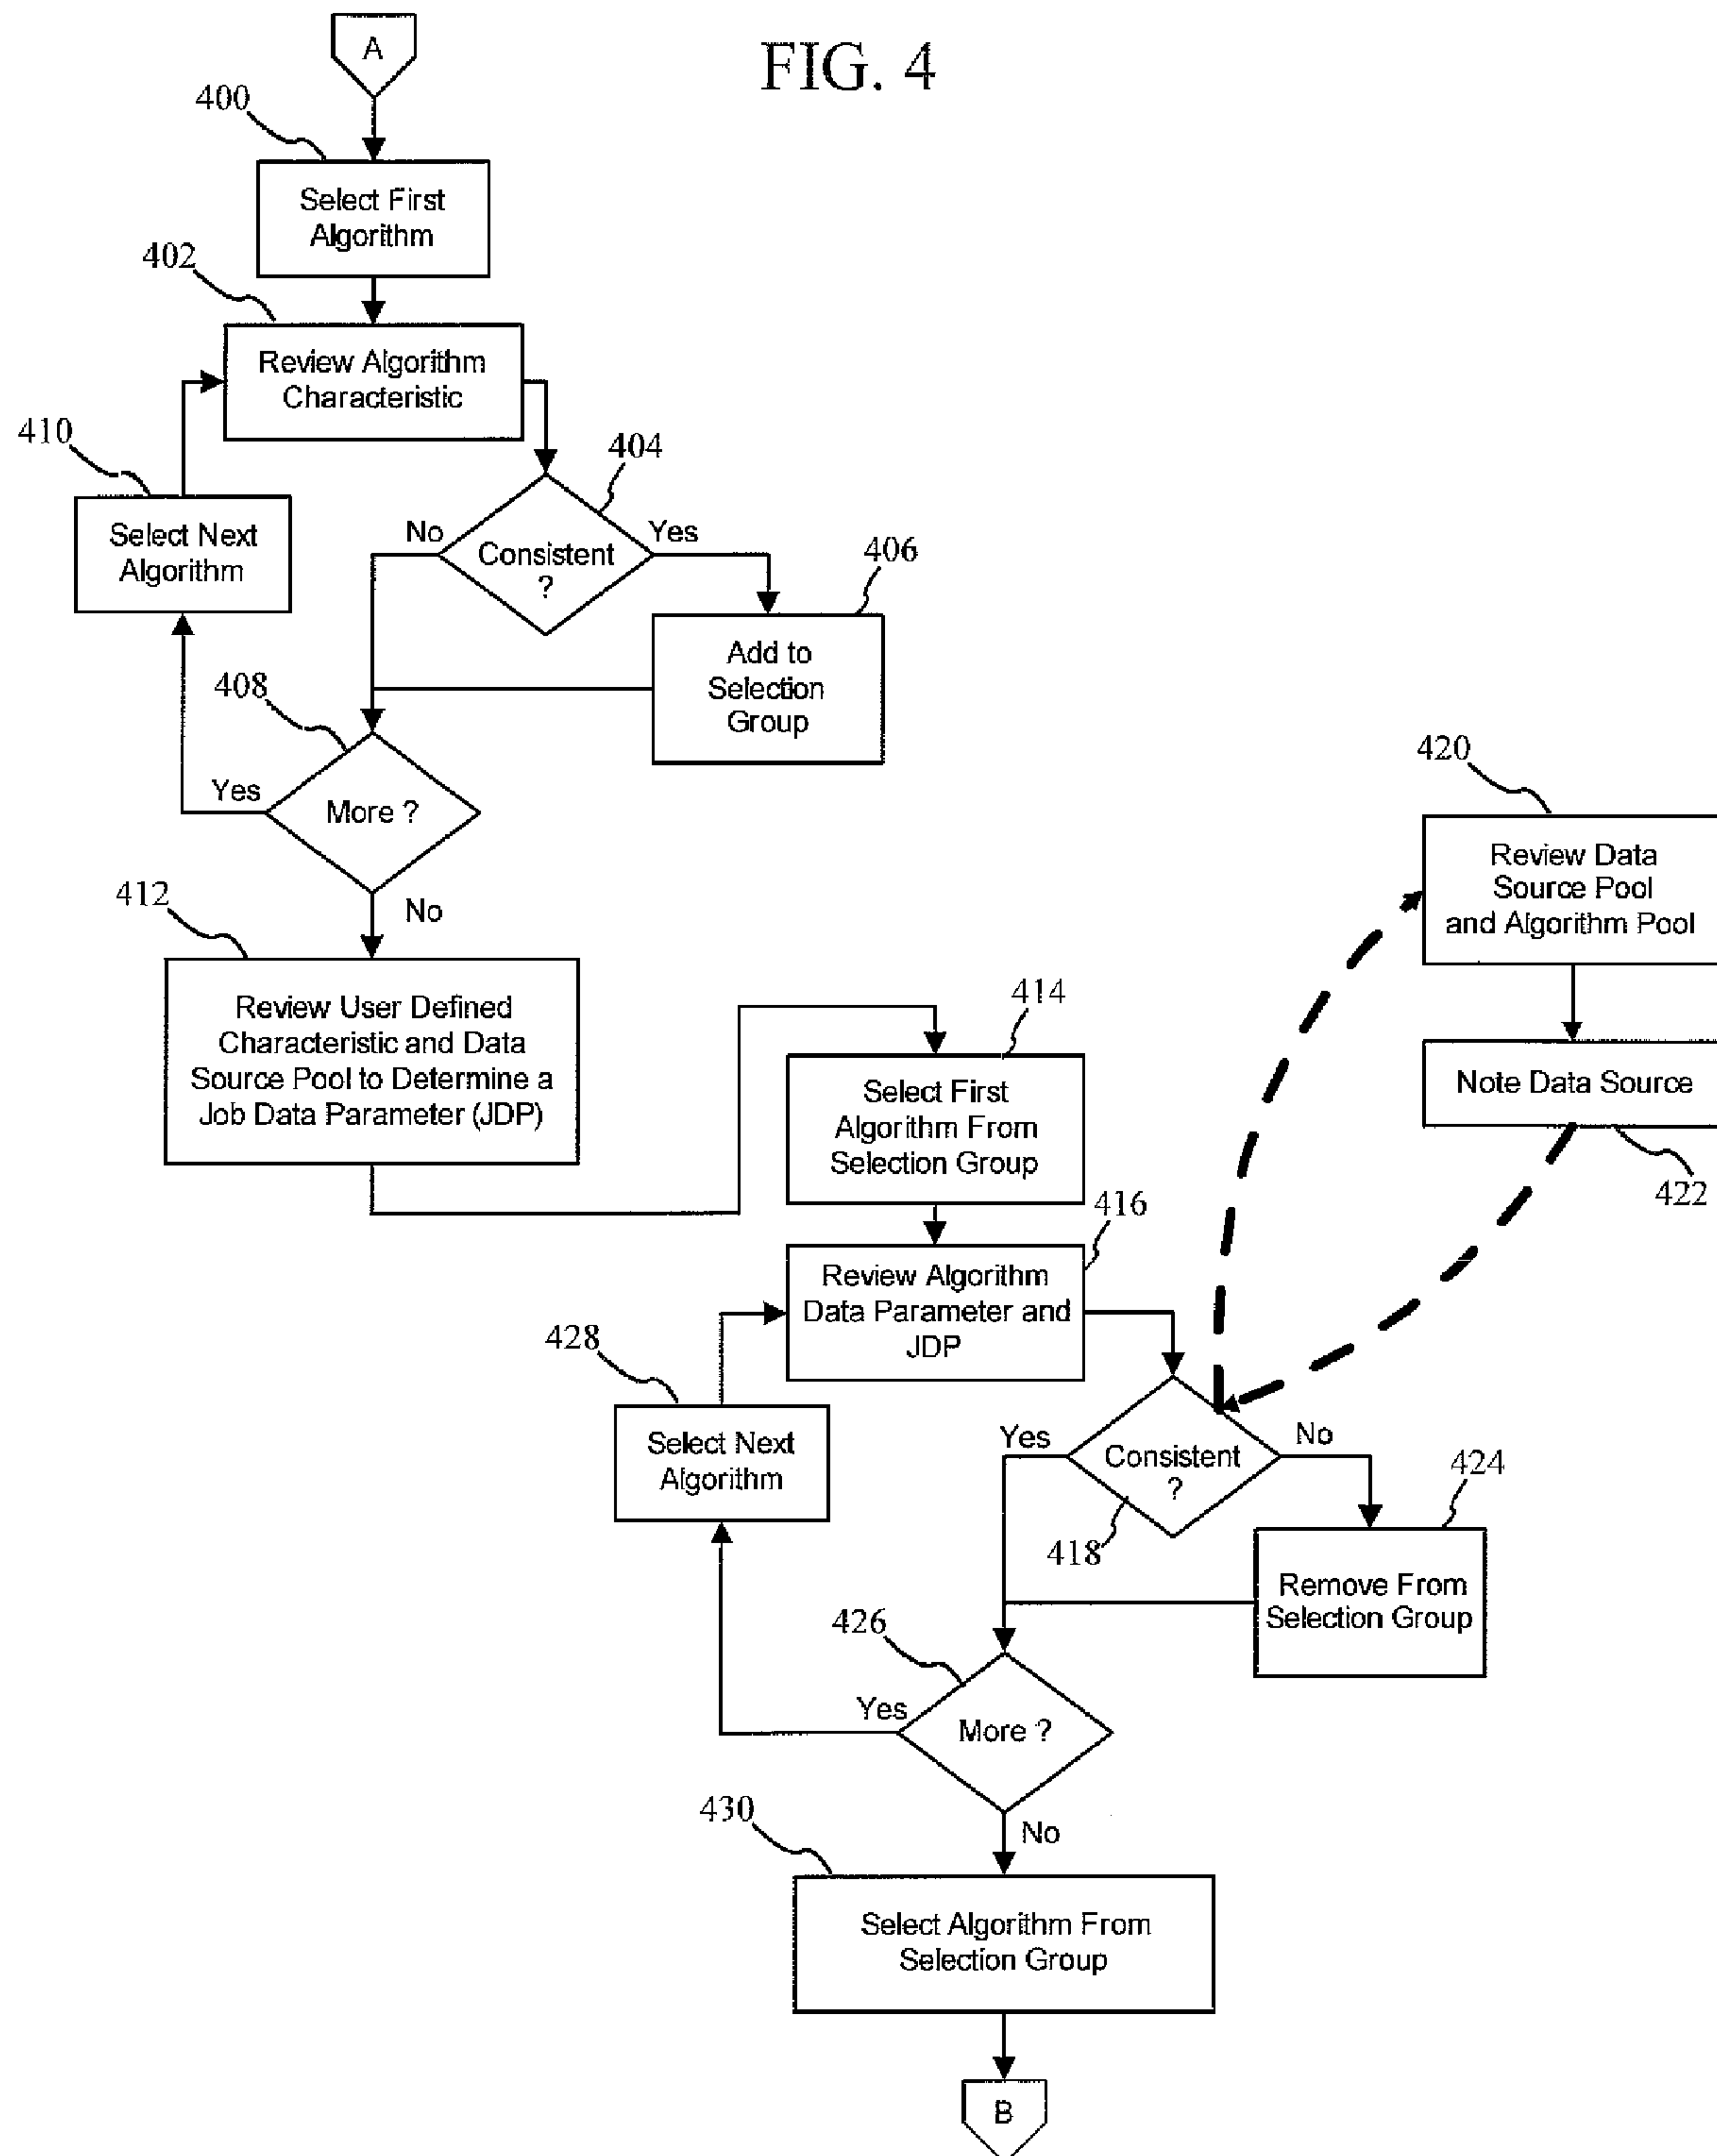 FIG. 4
A
400
Select First
Algorithm
402
Review Algorithm
Characteristic
410
Select Next
Algorithm
404
No
Yes
Consistent
?
406
Add to
Selection
Group
408
Yes
More ?
No
412
Review User Defined
Characteristic and Data
Source Pool to Determine a
Job Data Parameter (JDP)
414
Select First
Algorithm From
Selection Group
416
Review Algorithm
Data Parameter and
JDP
420
Review Data
Source Pool
and Algorithm Pool
Note Data Source
422
428
Select Next
Algorithm
Yes
No
Consistent
?
418
424
Remove From
Selection Group
426
Yes
More ?
No
430
Select Algorithm From
Selection Group
B